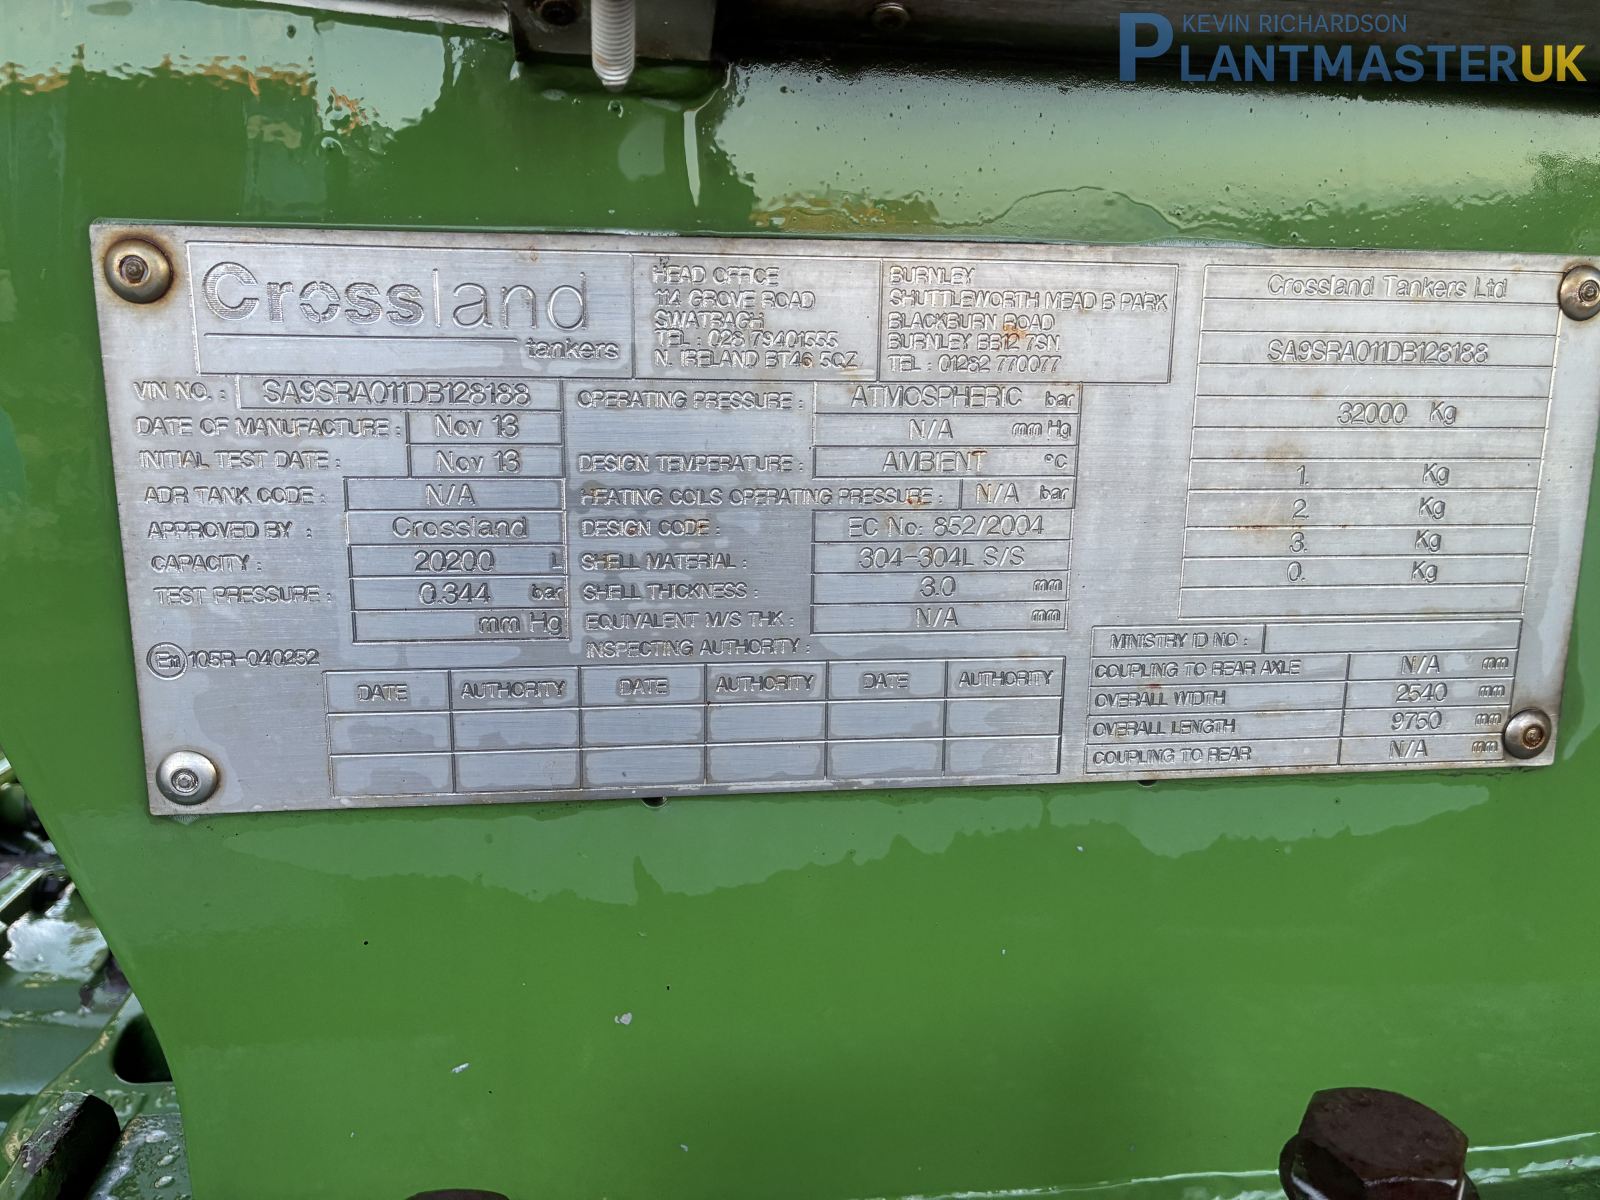 KEVIN RICHARDSON
PLANTMASTERUK
Crossland
tankers
HEAD OFFICE
114 GROVE ROAD
SWATRAGH
TEL : 028 79401555
N. IRELAND BT46 5QZ
BURNLEY
SHUTTLEWORTH MEAD B PARK
BLACKBURN ROAD
BURNLEY BB12 7SN
TEL : 01282 770077
VIN NO. : SA9SRA011DB128188
DATE OF MANUFACTURE : Nov 13
INITIAL TEST DATE : Nov 13
ADR TANK CODE : N/A
APPROVED BY : Crossland
CAPACITY : 20200 L
TEST PRESSURE : 0.344 bar
mm Hg
Em 105R-040252
OPERATING PRESSURE : ATMOSPHERIC bar
N/A mm Hg
DESIGN TEMPERATURE : AMBIENT °C
HEATING COILS OPERATING PRESSURE : N/A bar
DESIGN CODE : EC No: 852/2004
SHELL MATERIAL : 304-304L S/S
SHELL THICKNESS : 3.0 mm
EQUIVALENT M/S THK : N/A mm
INSPECTING AUTHORITY :
DATE AUTHORITY DATE AUTHORITY DATE AUTHORITY
Crossland Tankers Ltd
SA9SRA011DB128188
32000 Kg
1. Kg
2. Kg
3. Kg
0. Kg
MINISTRY ID NO :
COUPLING TO REAR AXLE N/A mm
OVERALL WIDTH 2540 mm
OVERALL LENGTH 9750 mm
COUPLING TO REAR N/A mm